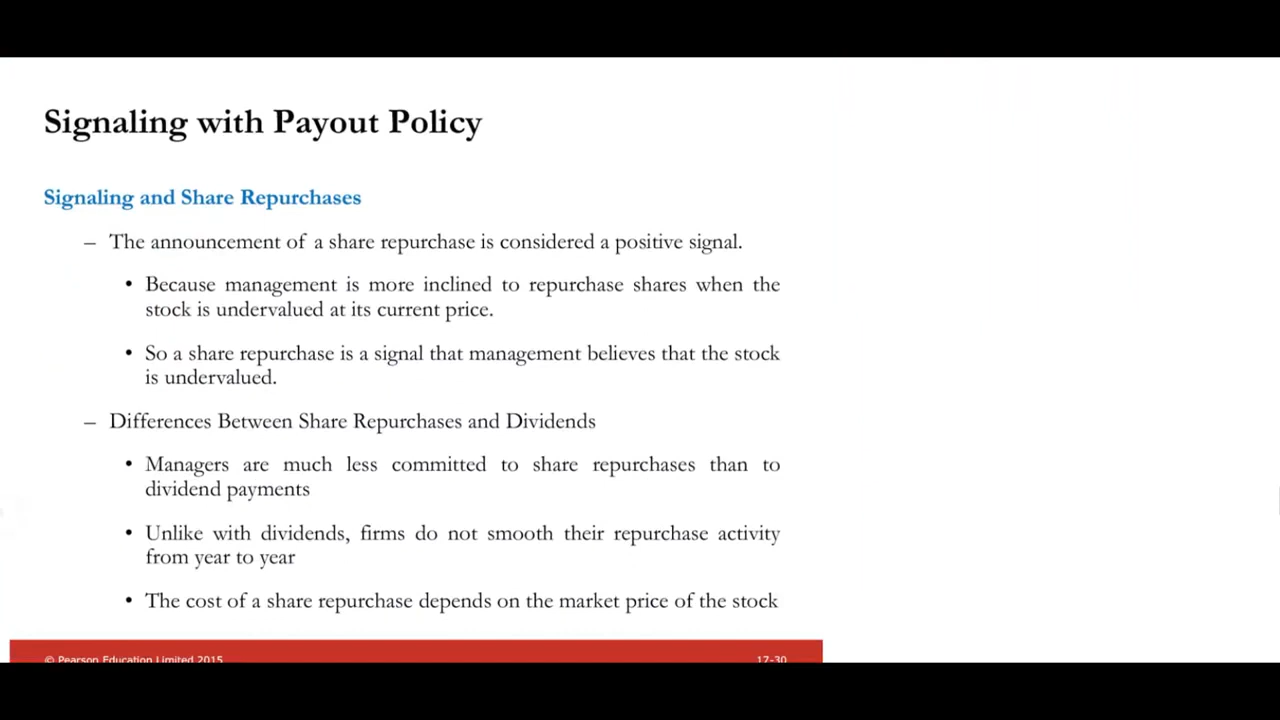 Signaling with Payout Policy
Signaling and Share Repurchases
– The announcement of a share repurchase is considered a positive signal.
• Because management is more inclined to repurchase shares when the
stock is undervalued at its current price.
• So a share repurchase is a signal that management believes that the stock
is undervalued.
– Differences Between Share Repurchases and Dividends
• Managers are much less committed to share repurchases than to
dividend payments
• Unlike with dividends, firms do not smooth their repurchase activity
from year to year
• The cost of a share repurchase depends on the market price of the stock
© Pearson Education Limited 2015
17-30